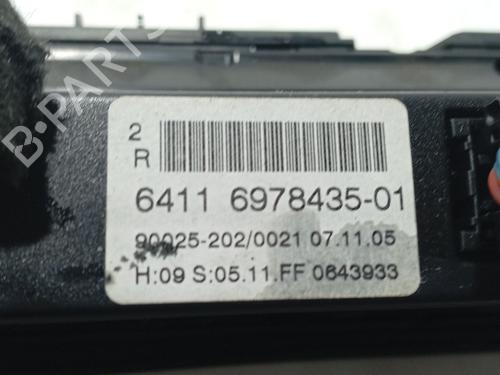 2
R
6411 6978435-01
90025-202/0021 07.11.05
H:09 S:05.11.FF 0643933
B-PARTS